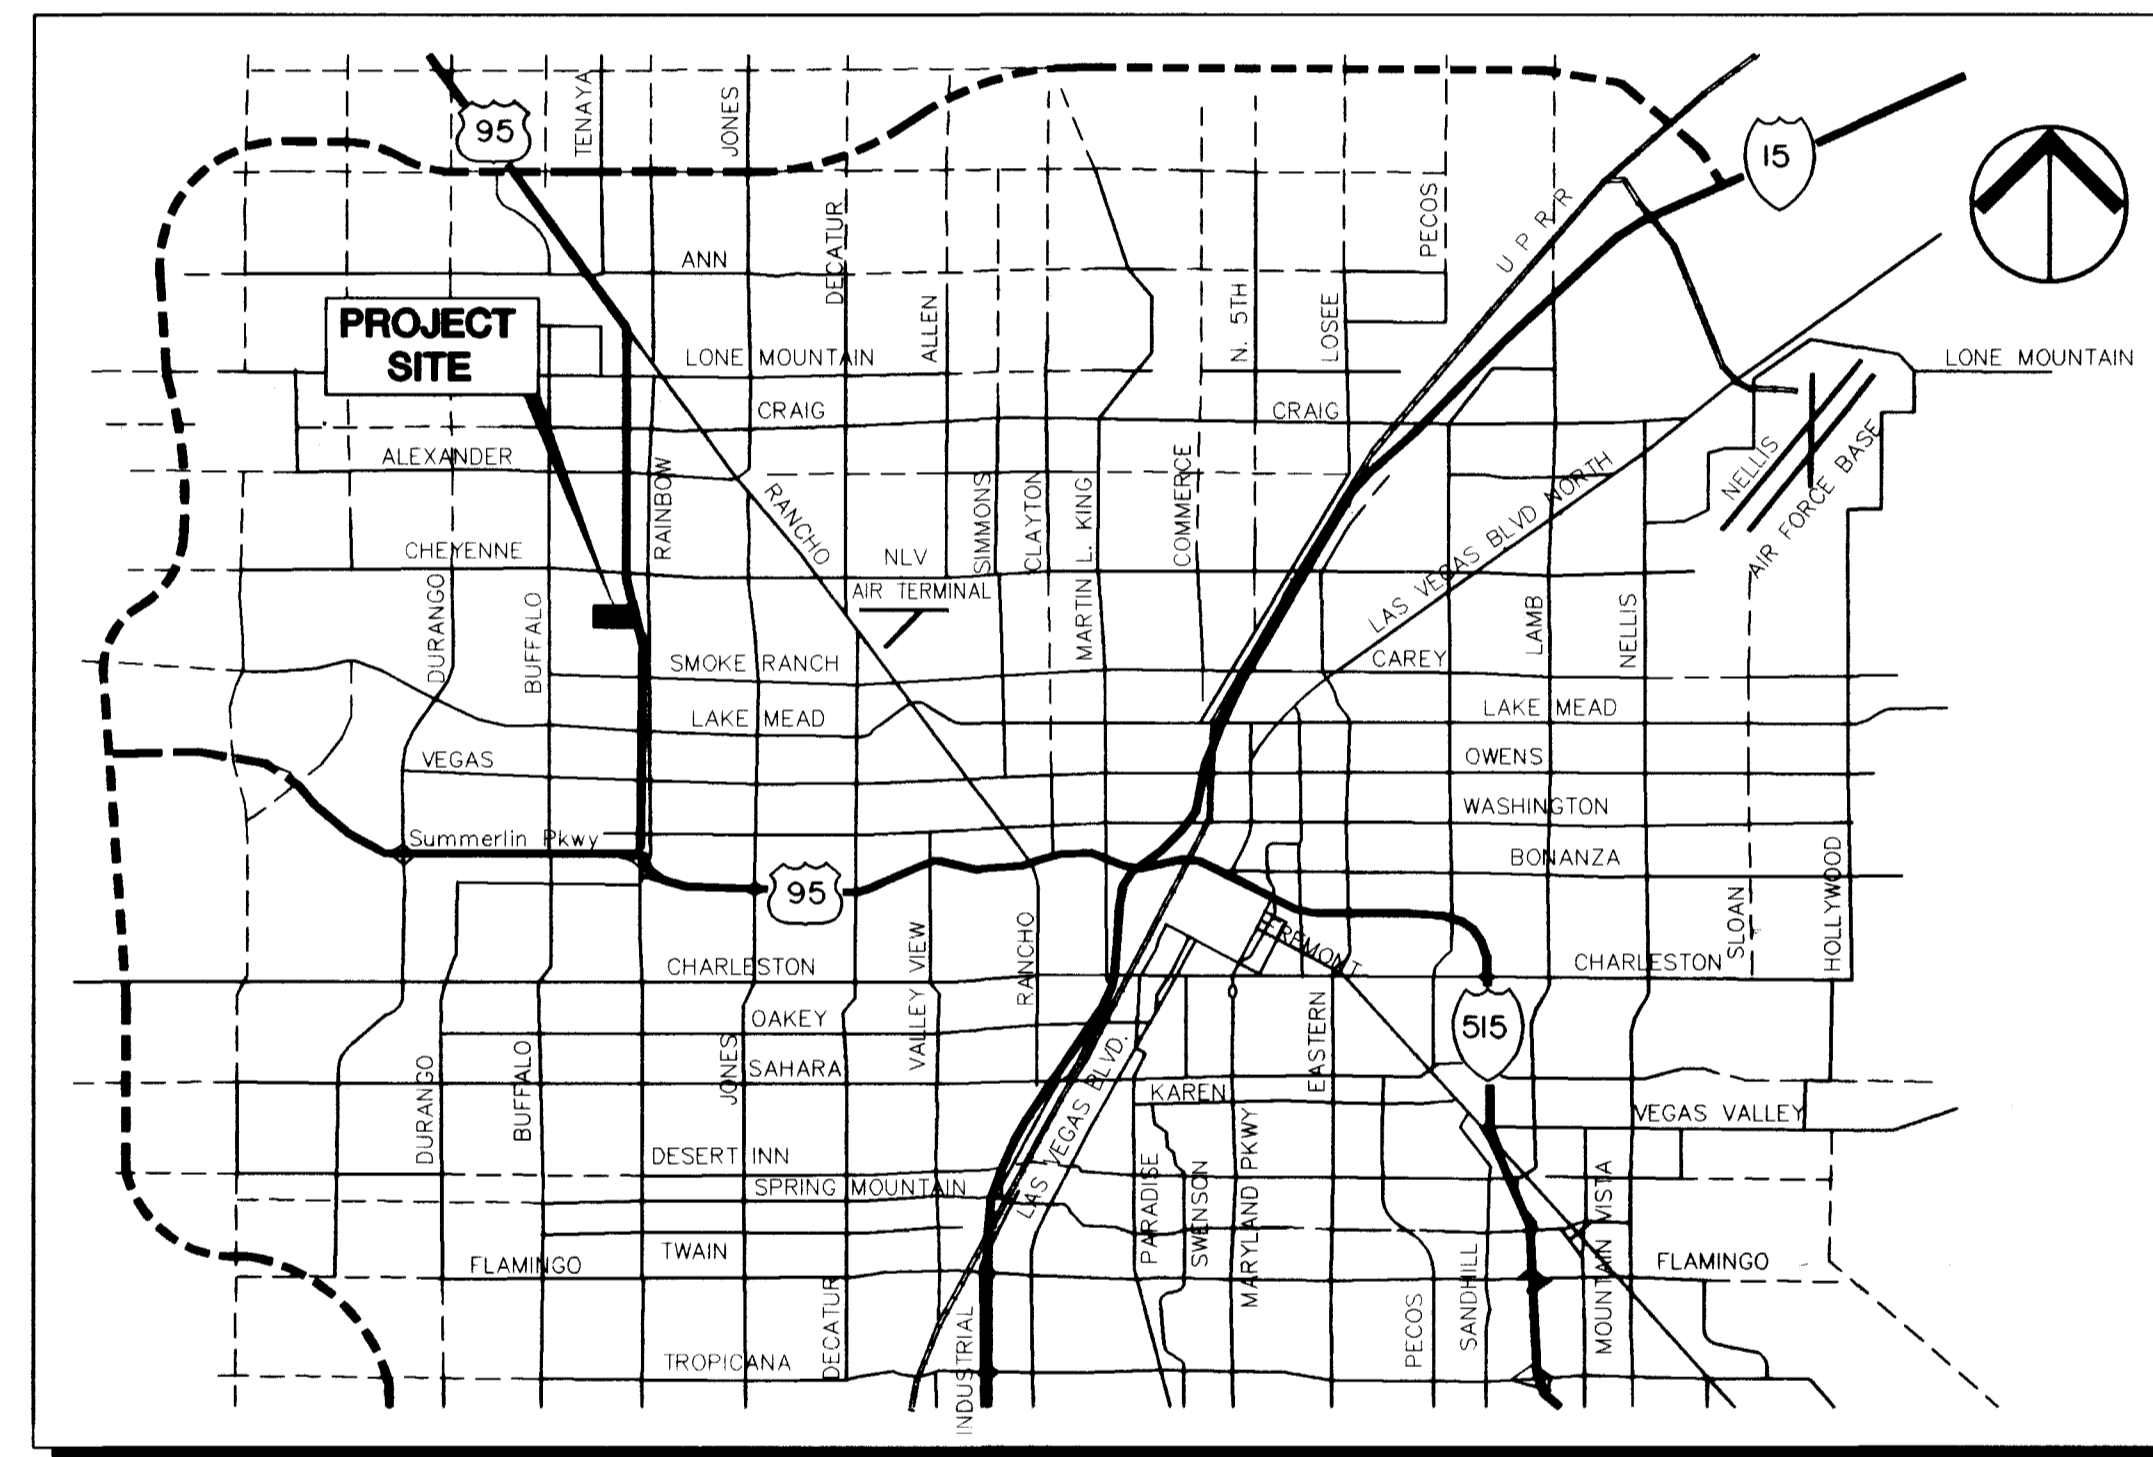 95
TENAYA
JONES
15
DECATUR
PECOS
U P R R
ANN
ALLEN
N. 5TH
LOSEE
PROJECT
SITE
LONE MOUNTAIN
LONE MOUNTAIN
CRAIG
CRAIG
ALEXANDER
RAINBOW
RANCHO
SIMMONS
CLAYTON
MARTIN L. KING
COMMERCE
LAS VEGAS BLVD NORTH
NELLIS
AIR FORCE BASE
CHEYENNE
NLV
AIR TERMINAL
DURANGO
BUFFALO
LAMB
NELLIS
SMOKE RANCH
CAREY
LAKE MEAD
LAKE MEAD
VEGAS
OWENS
WASHINGTON
Summerlin Pkwy
BONANZA
95
VALLEY VIEW
RANCHO
FREMONT
SLOAN
HOLLYWOOD
CHARLESTON
CHARLESTON
OAKEY
EASTERN
515
DURANGO
BUFFALO
JONES
SAHARA
LAS VEGAS BLVD.
KAREN
VEGAS VALLEY
DESERT INN
SPRING MOUNTAIN
PARADISE
SWENSON
MARYLAND PKWY
MOUNTAIN VISTA
TWAIN
FLAMINGO
FLAMINGO
DECATUR
INDUSTRIAL
PECOS
SANDHILL
TROPICANA